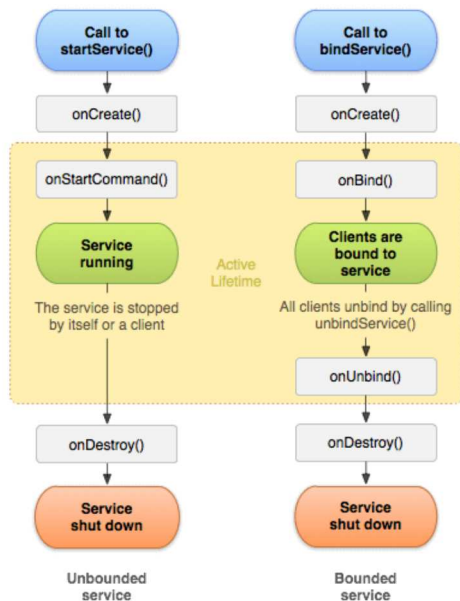 Call to
startService()
onCreate()
onStartCommand()
Service
running
The service is stopped
by itself or a client
onDestroy()
Service
shut down
Unbounded
service
Active
Lifetime
Call to
bindService()
onCreate()
onBind()
Clients are
bound to
service
All clients unbind by calling
unbindService()
onUnbind()
onDestroy()
Service
shut down
Bounded
service